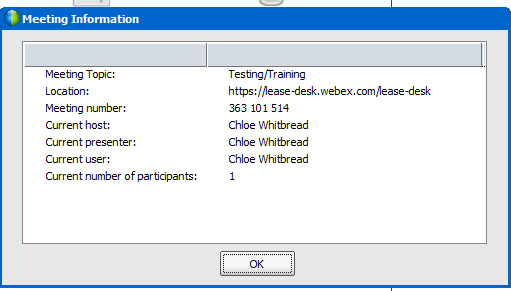 Meeting Information
Meeting Topic: Testing/Training
Location: https://lease-desk.webex.com/lease-desk
Meeting number: 363 101 514
Current host: Chloe Whitbread
Current presenter: Chloe Whitbread
Current user: Chloe Whitbread
Current number of participants: 1
OK